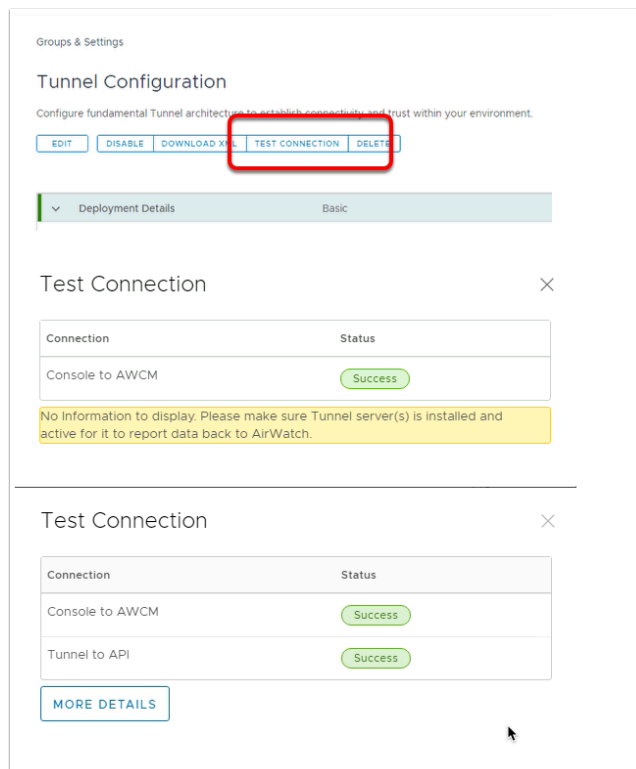 Groups & Settings
Tunnel Configuration
Configure fundamental Tunnel architecture to establish connectivity and trust within your environment.
EDIT DISABLE DOWNLOAD XML TEST CONNECTION DELETE
Deployment Details Basic
Test Connection
Connection Status
Console to AWCM Success
No Information to display. Please make sure Tunnel server(s) is installed and
active for it to report data back to AirWatch.
Test Connection
Connection Status
Console to AWCM Success
Tunnel to API Success
MORE DETAILS